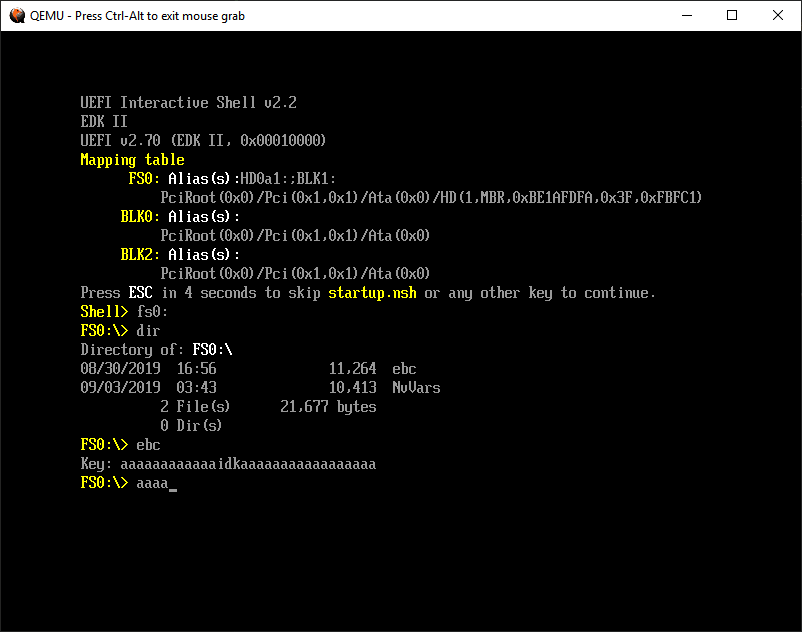 QEMU - Press Ctrl-Alt to exit mouse grab
UEFI Interactive Shell v2.2
EDK II
UEFI v2.70 (EDK II, 0x00010000)
Mapping table
FS0: Alias(s):HD0a1:;BLK1:
PciRoot(0x0)/Pci(0x1,0x1)/Ata(0x0)/HD(1,MBR,0xBE1AFDFA,0x3F,0xFBFC1)
BLK0: Alias(s):
PciRoot(0x0)/Pci(0x1,0x1)/Ata(0x0)
BLK2: Alias(s):
PciRoot(0x0)/Pci(0x1,0x1)/Ata(0x0)
Press ESC in 4 seconds to skip startup.nsh or any other key to continue.
Shell> fs0:
FS0:\> dir
Directory of: FS0:\
08/30/2019  16:56              11,264  ebc
09/03/2019  03:43              10,413  NvVars
2 File(s)      21,677 bytes
0 Dir(s)
FS0:\> ebc
Key: aaaaaaaaaaaaidkaaaaaaaaaaaaaaaaa
FS0:\> aaaa_